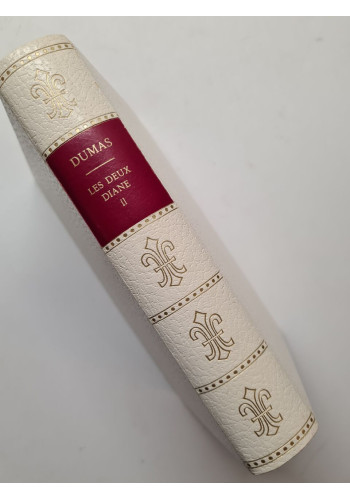 DUMAS
LES DEUX
DIANE
II